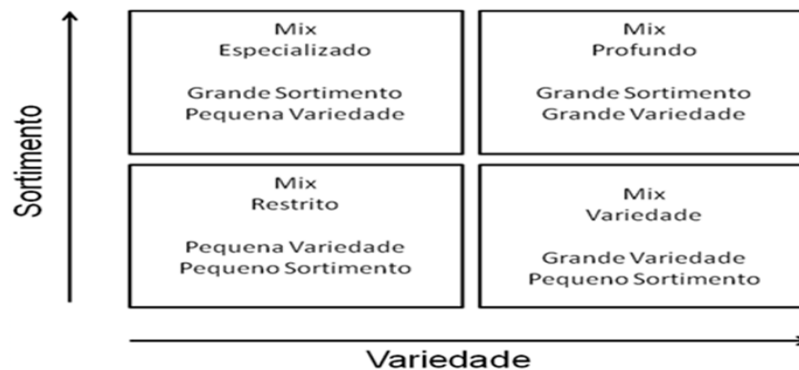 Mix
Especializado
Grande Sortimento
Pequena Variedade
Mix
Profundo
Grande Sortimento
Grande Variedade
Sortimento
Mix
Restrito
Pequena Variedade
Pequeno Sortimento
Mix
Variedade
Grande Variedade
Pequeno Sortimento
Variedade